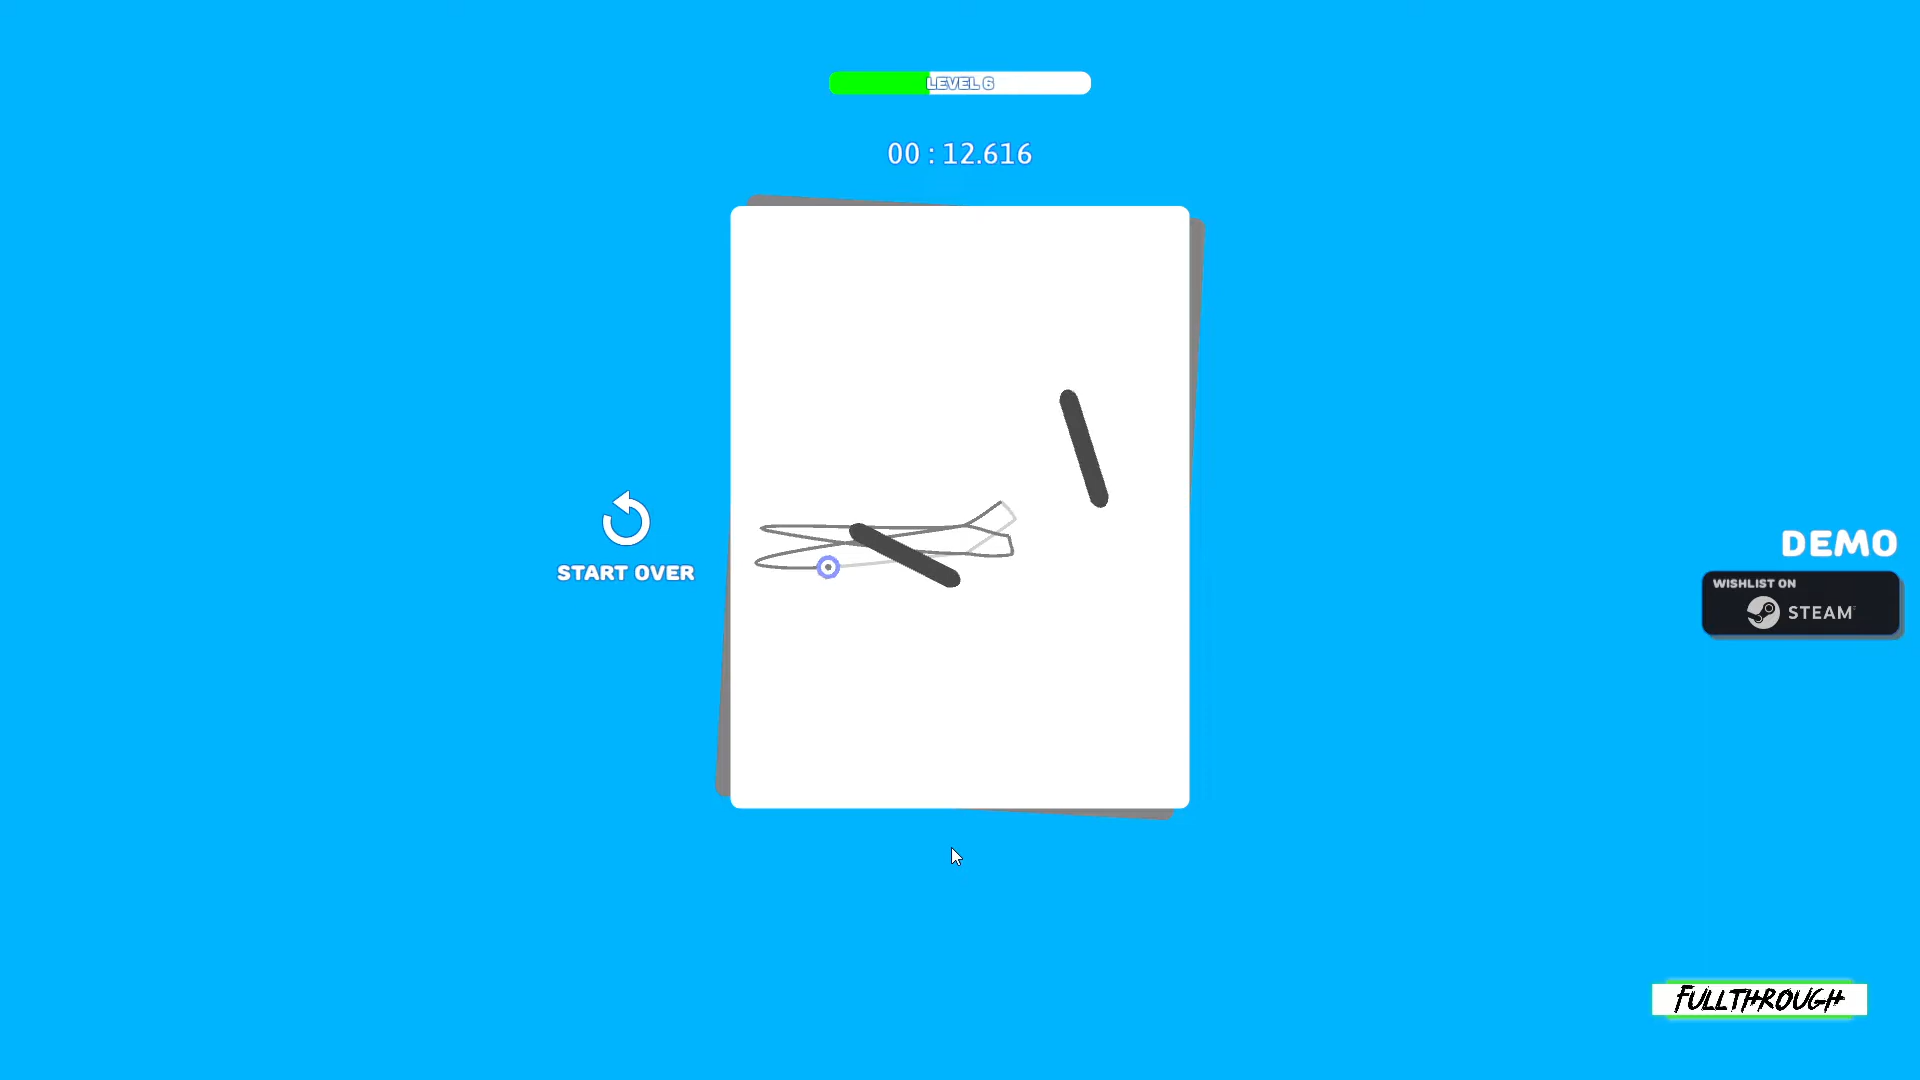 LEVEL 6
00 : 12.616
START OVER
DEMO
WISHLIST ON
STEAM
FULLTHROUGH